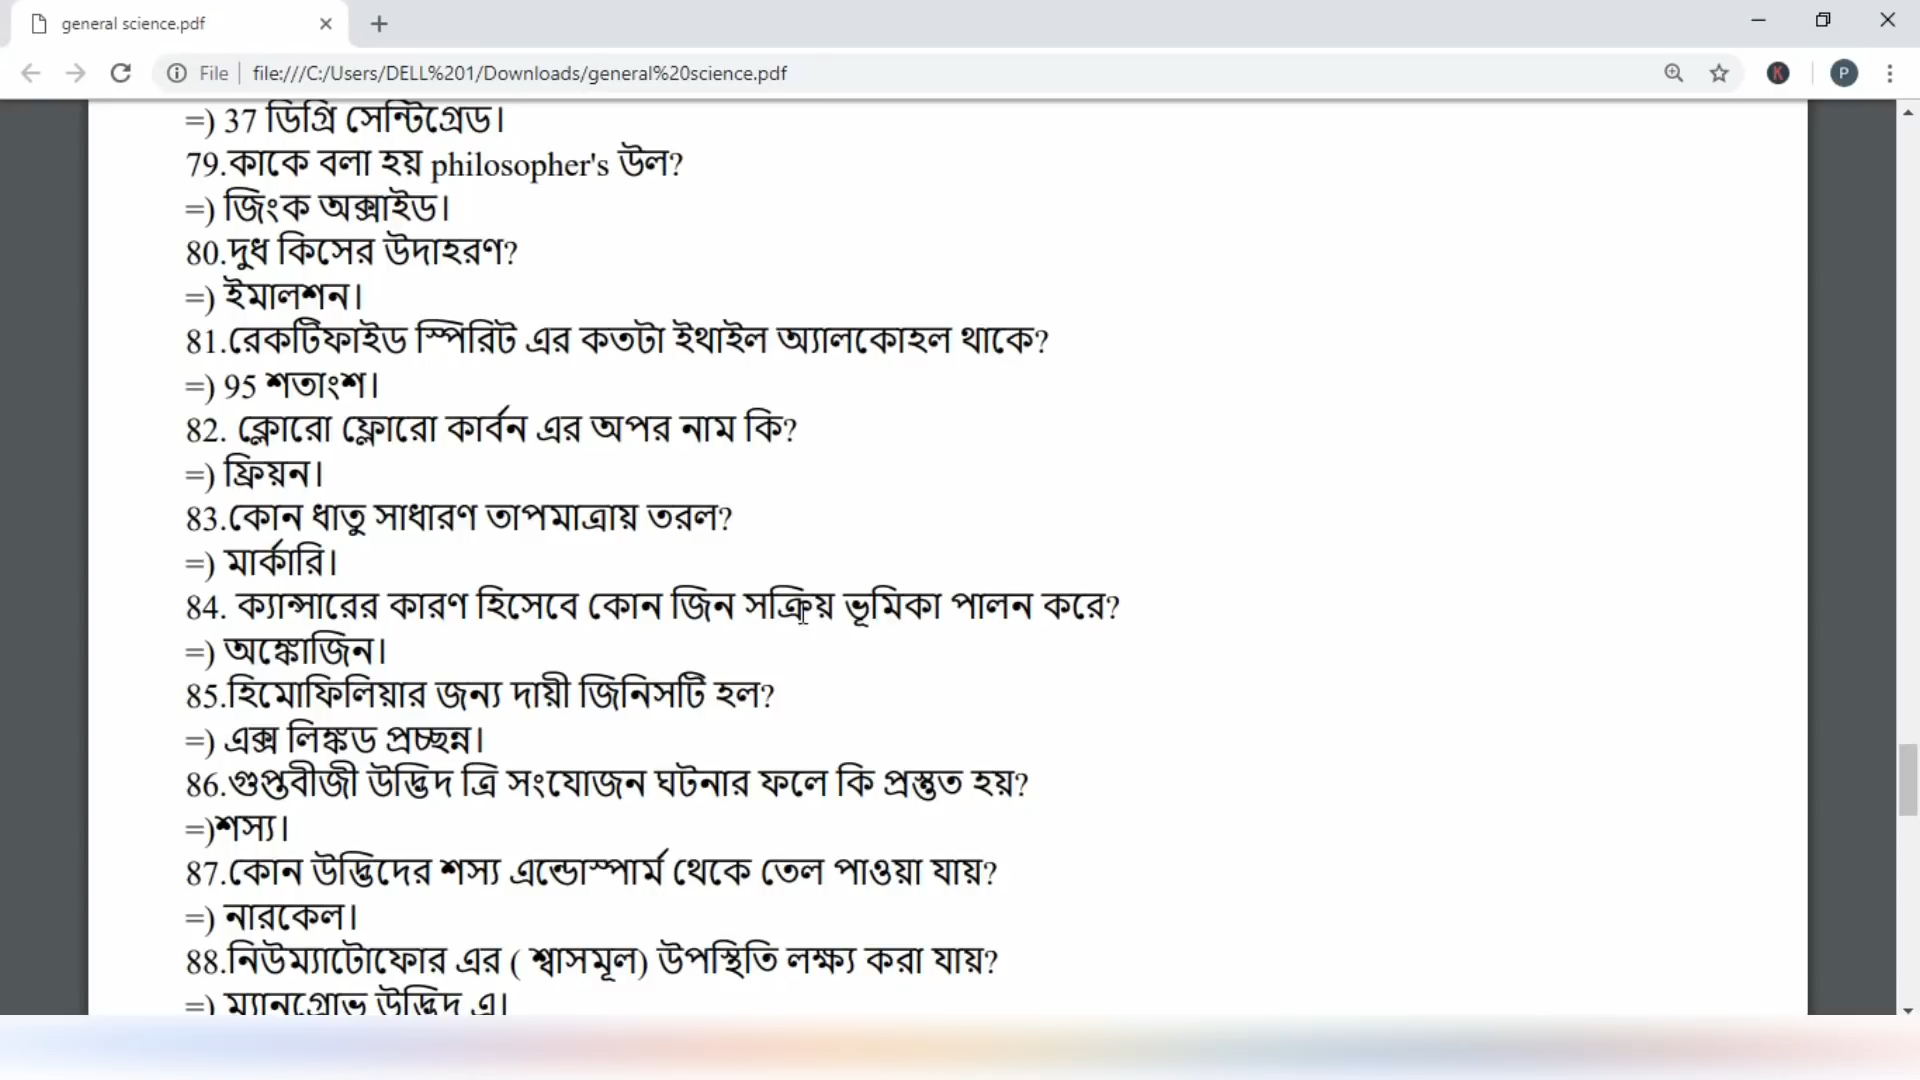 general science.pdf
File
file:///C:/Users/DELL%201/Downloads/general%20science.pdf
K
P
=) 37 ডিগ্রি সেন্টিগ্রেড।
79.কাকে বলা হয় philosopher's উল?
=) জিংক অক্সাইড।
80.দুধ কিসের উদাহরণ?
=) ইমালশন।
81.রেকটিফাইড স্পিরিট এর কতটা ইথাইল অ্যালকোহল থাকে?
=) 95 শতাংশ।
82. ক্লোরো ফ্লোরো কার্বন এর অপর নাম কি?
=) ফ্রিয়ন।
83.কোন ধাতু সাধারণ তাপমাত্রায় তরল?
=) মার্কারি।
84. ক্যান্সারের কারণ হিসেবে কোন জিন সক্রিয় ভূমিকা পালন করে?
=) অঙ্কোজিন।
85.হিমোফিলিয়ার জন্য দায়ী জিনিসটি হল?
=) এক্স লিঙ্কড প্রচ্ছন্ন।
86.গুপ্তবীজী উদ্ভিদ ত্রি সংযোজন ঘটনার ফলে কি প্রস্তুত হয়?
=)শস্য।
87.কোন উদ্ভিদের শস্য এন্ডোস্পার্ম থেকে তেল পাওয়া যায়?
=) নারকেল।
88.নিউম্যাটোফোর এর ( শ্বাসমূল) উপস্থিতি লক্ষ্য করা যায়?
=) ম্যানগ্রোভ উদ্ভিদ এ।